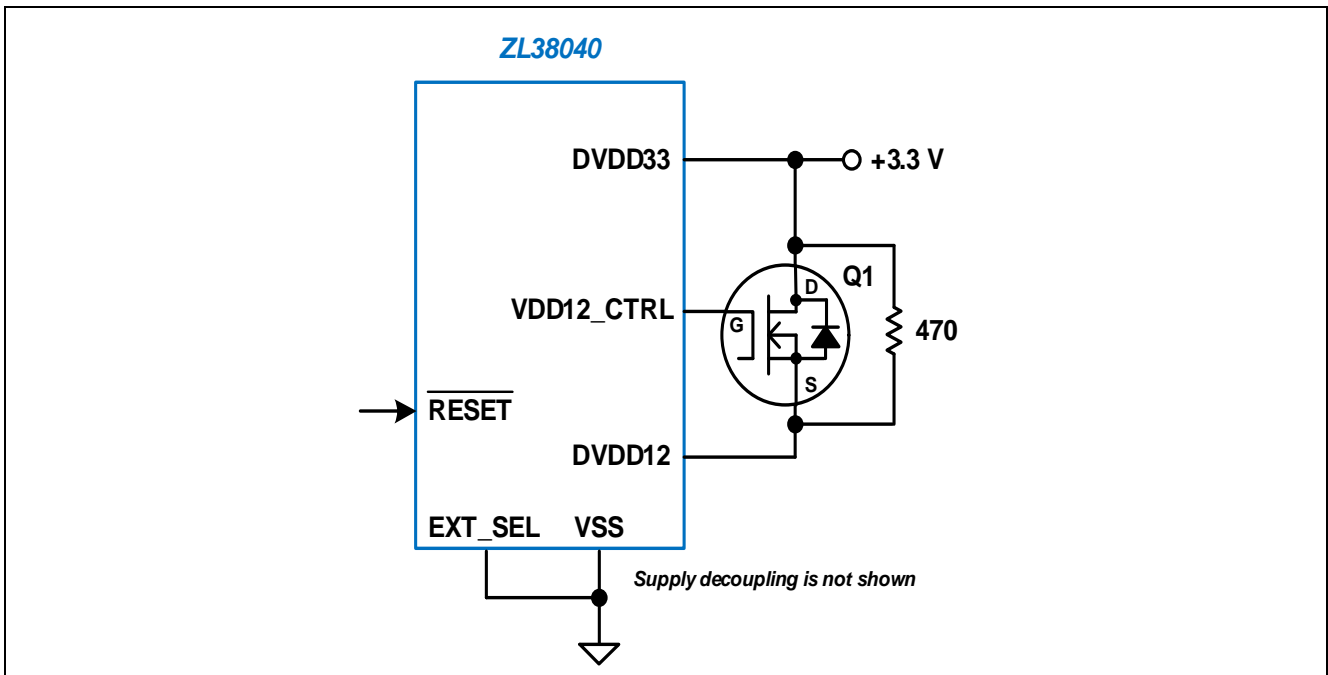 ZL38040
DVDD33
+3.3 V
Q1
D
VDD12_CTRL
G
470
S
RESET
DVDD12
EXT_SEL VSS
Supply decoupling is not shown